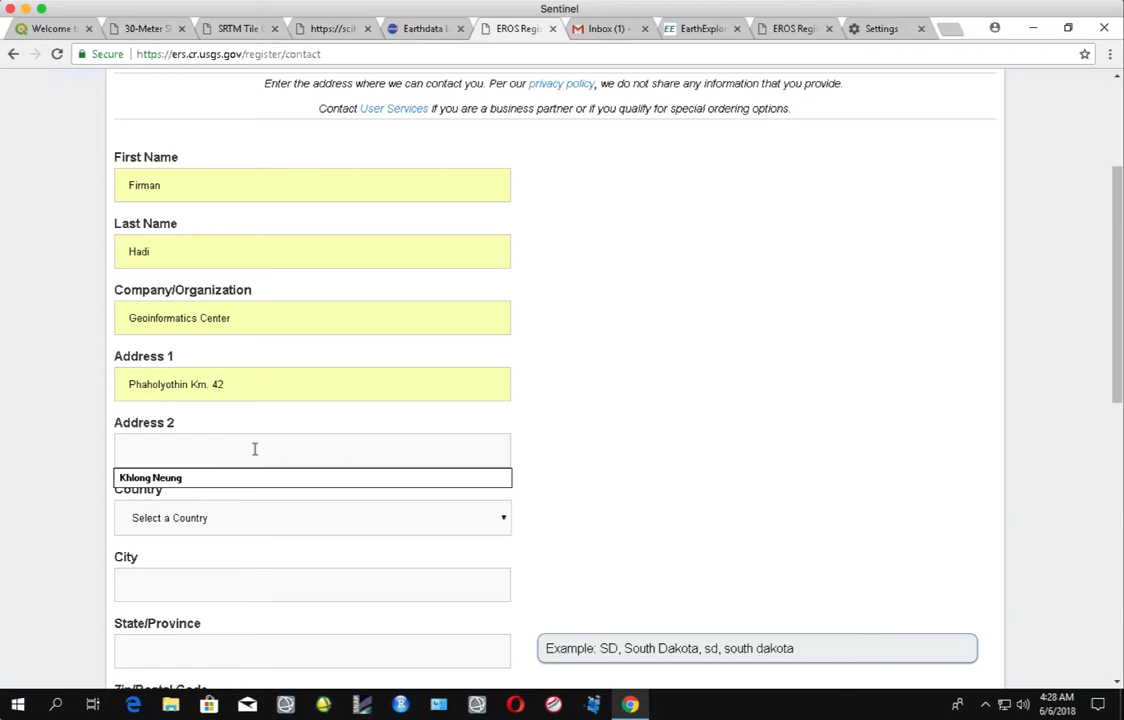 Sentinel
Welcome t
30-Meter S
SRTM Tile
https://scih
Earthdata L
EROS Regi
Inbox (1) -
EarthExplor
EROS Regi
Settings
Secure
https://ers.cr.usgs.gov/register/contact
Enter the address where we can contact you. Per our privacy policy, we do not share any information that you provide.
Contact User Services if you are a business partner or if you qualify for special ordering options.
First Name
Firman
Last Name
Hadi
Company/Organization
Geoinformatics Center
Address 1
Phaholyothin Km. 42
Address 2
Khlong Neung
Country
Select a Country
City
State/Province
Example: SD, South Dakota, sd, south dakota
Zip/Postal Code
4:28 AM
6/6/2018